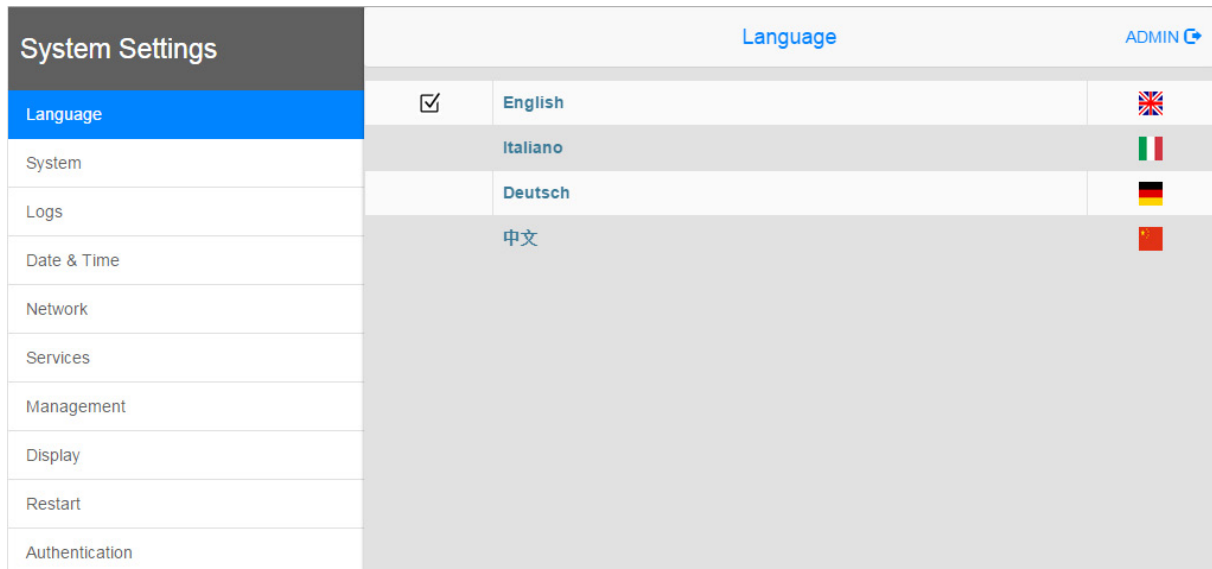 System Settings
Language
System
Logs
Date & Time
Network
Services
Management
Display
Restart
Authentication
Language
ADMIN
English
Italiano
Deutsch
中文